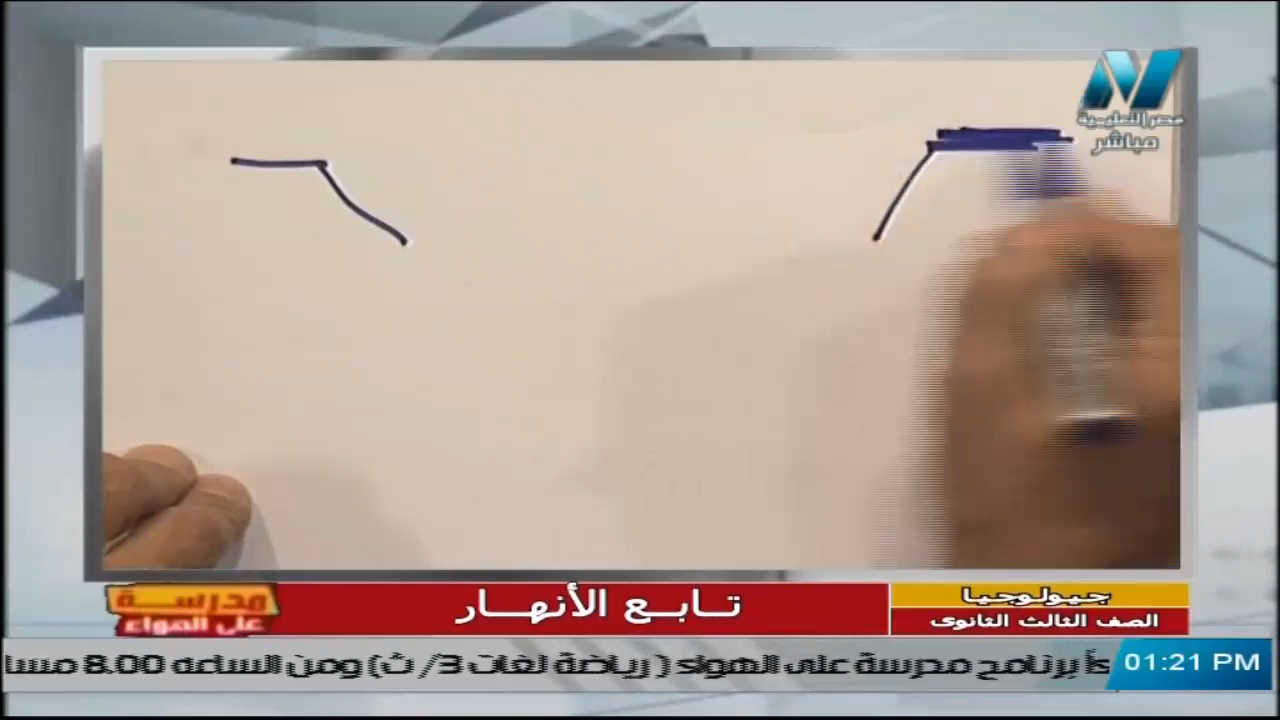 مصر التعليمية
مباشر
جيولوجيا
تابع الأنهار
الصف الثالث الثانوى
مدرسة
على الهواء
برنامج مدرسة على الهواء ( رياضة لغات 3/ ث) ومن الساعه 8.00 مسا
01:21 PM